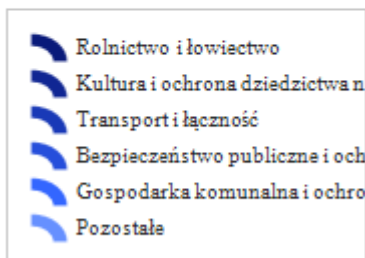 Rolnictwo i łowiectwo
Kultura i ochrona dziedzictwa n
Transport i łączność
Bezpieczeństwo publiczne i och
Gospodarka komunalna i ochro
Pozostałe